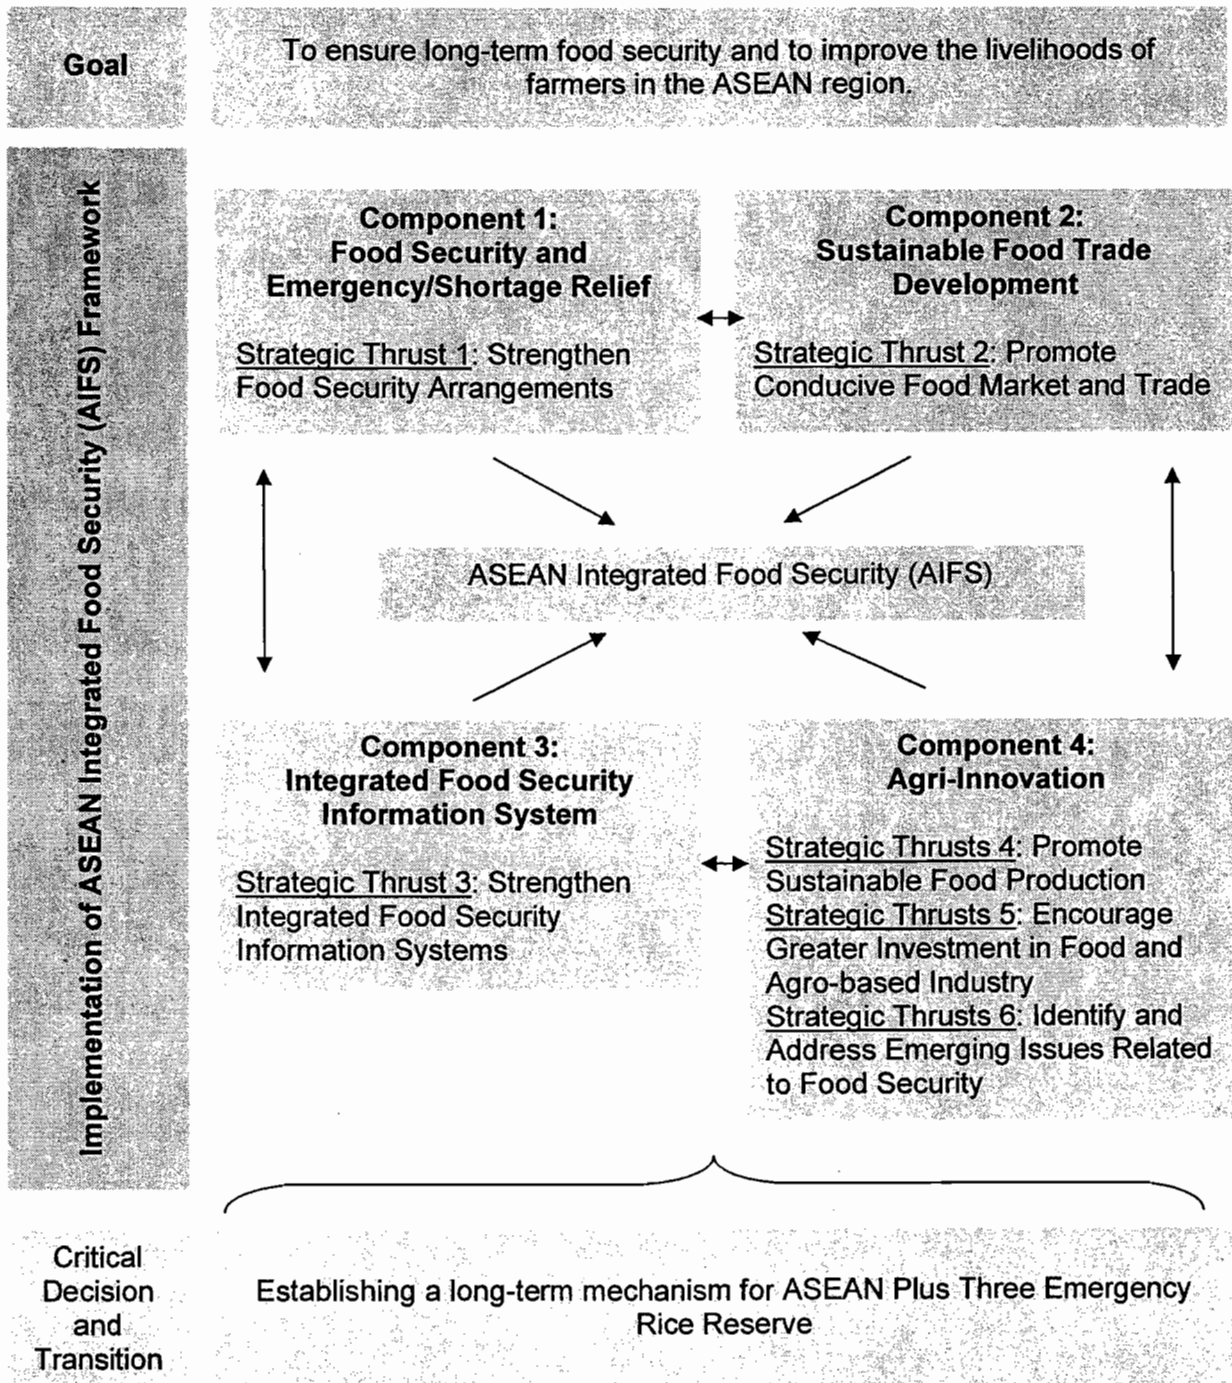 Goal
To ensure long-term food security and to improve the livelihoods of
farmers in the ASEAN region.
Implementation of ASEAN Integrated Food Security (AIFS) Framework
Component 1:
Food Security and
Emergency/Shortage Relief
Strategic Thrust 1: Strengthen
Food Security Arrangements
Component 2:
Sustainable Food Trade
Development
Strategic Thrust 2: Promote
Conducive Food Market and Trade
ASEAN Integrated Food Security (AIFS)
Component 3:
Integrated Food Security
Information System
Strategic Thrust 3: Strengthen
Integrated Food Security
Information Systems
Component 4:
Agri-Innovation
Strategic Thrusts 4: Promote
Sustainable Food Production
Strategic Thrusts 5: Encourage
Greater Investment in Food and
Agro-based Industry
Strategic Thrusts 6: Identify and
Address Emerging Issues Related
to Food Security
Critical
Decision
and
Transition
Establishing a long-term mechanism for ASEAN Plus Three Emergency
Rice Reserve